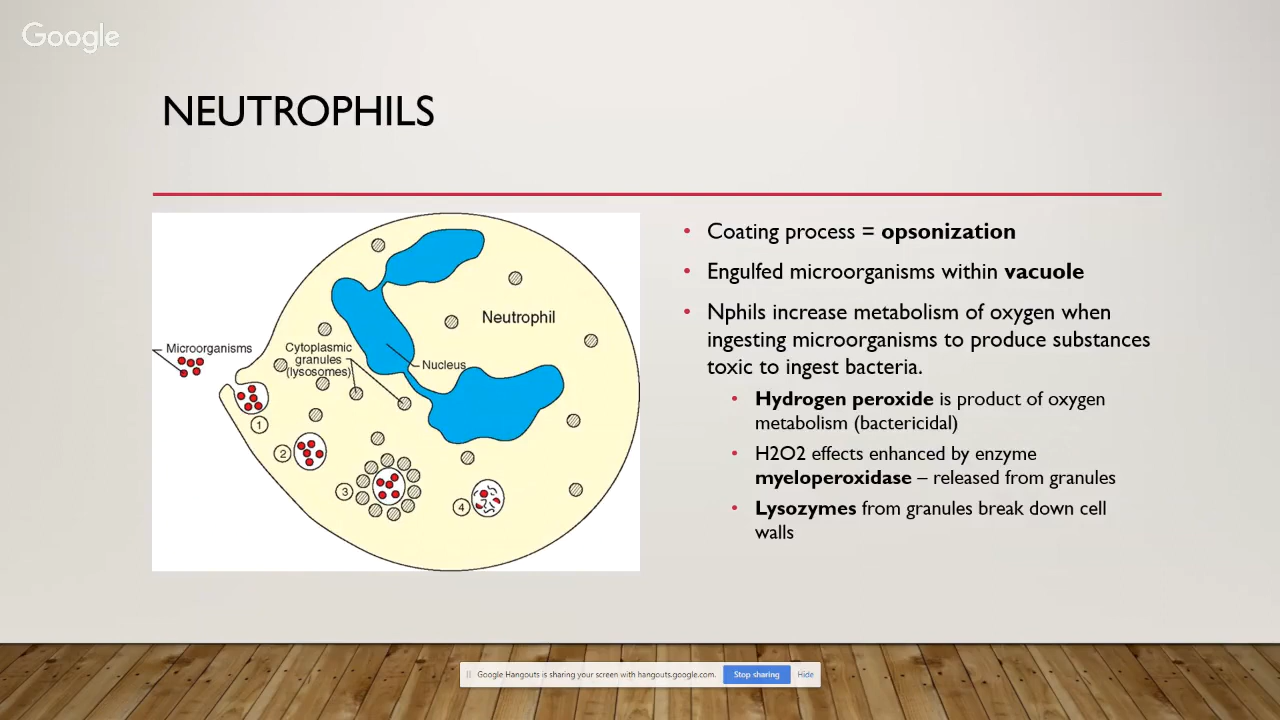 Google
NEUTROPHILS
Microorganisms
Cytoplasmic
granules
(lysosomes)
Nucleus
Neutrophil
1
2
3
4
• Coating process = opsonization
• Engulfed microorganisms within vacuole
• Nphils increase metabolism of oxygen when
ingesting microorganisms to produce substances
toxic to ingest bacteria.
• Hydrogen peroxide is product of oxygen
metabolism (bactericidal)
• H2O2 effects enhanced by enzyme
myeloperoxidase – released from granules
• Lysozymes from granules break down cell
walls
Google Hangouts is sharing your screen with hangouts.google.com. Stop sharing Hide